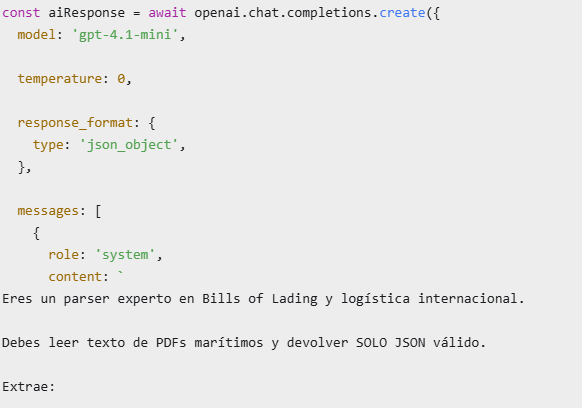 const aiResponse = await openai.chat.completions.create({
model: 'gpt-4.1-mini',
temperature: 0,
response_format: {
type: 'json_object',
},
messages: [
{
role: 'system',
content: `
Eres un parser experto en Bills of Lading y logística internacional.
Debes leer texto de PDFs marítimos y devolver SOLO JSON válido.
Extrae: